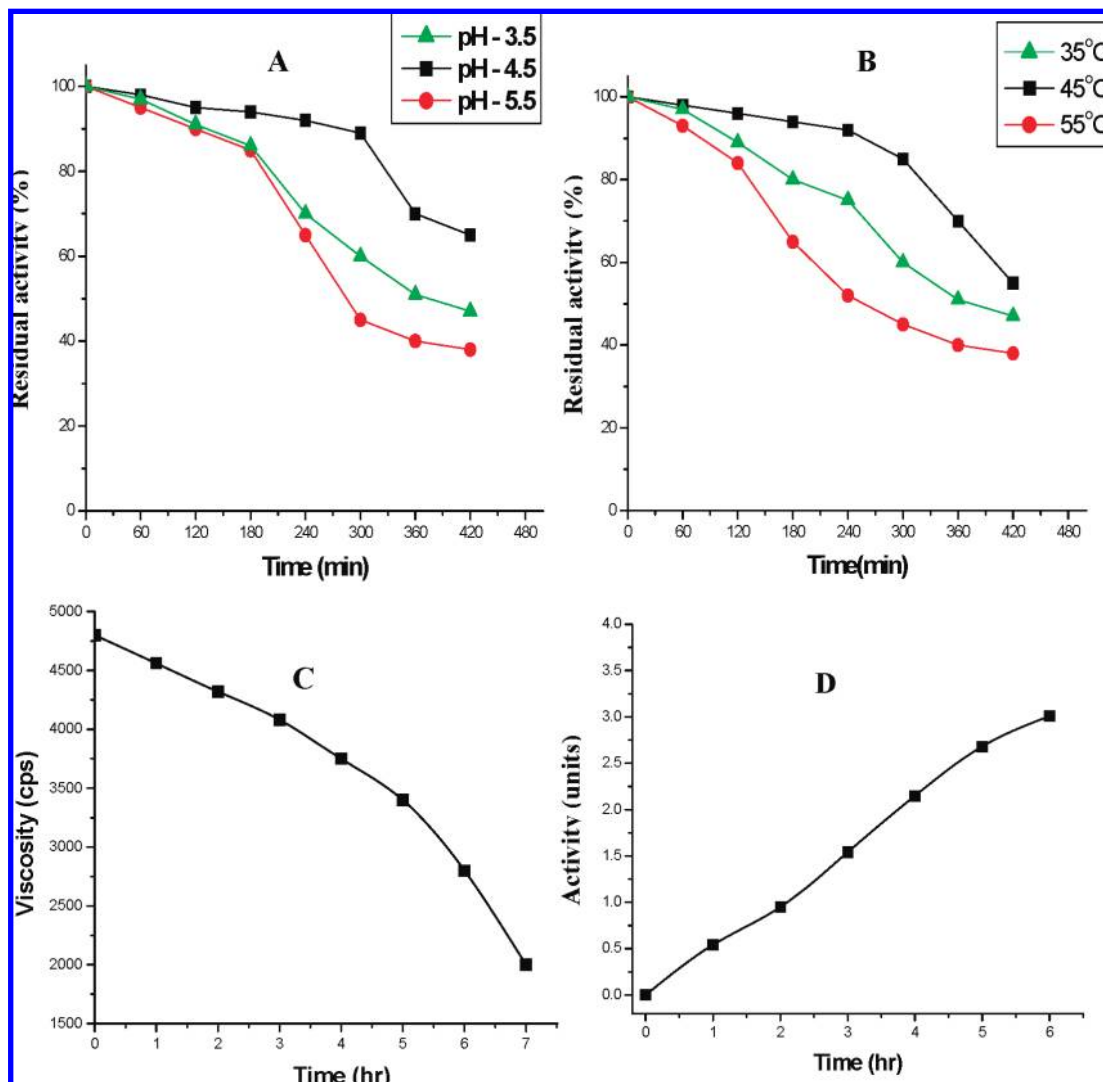 A
pH - 3.5
pH - 4.5
pH - 5.5
Residual activity (%)
100
80
60
40
20
0
0 60 120 180 240 300 360 420 480
Time (min)
B
35°C
45°C
55°C
Residual activity (%)
100
80
60
40
20
0
0 60 120 180 240 300 360 420 480
Time(min)
C
Viscosity (cps)
5000
4500
4000
3500
3000
2500
2000
1500
0 1 2 3 4 5 6 7
Time (hr)
D
Activity (units)
4.0
3.5
3.0
2.5
2.0
1.5
1.0
0.5
0.0
0 1 2 3 4 5 6
Time (hr)